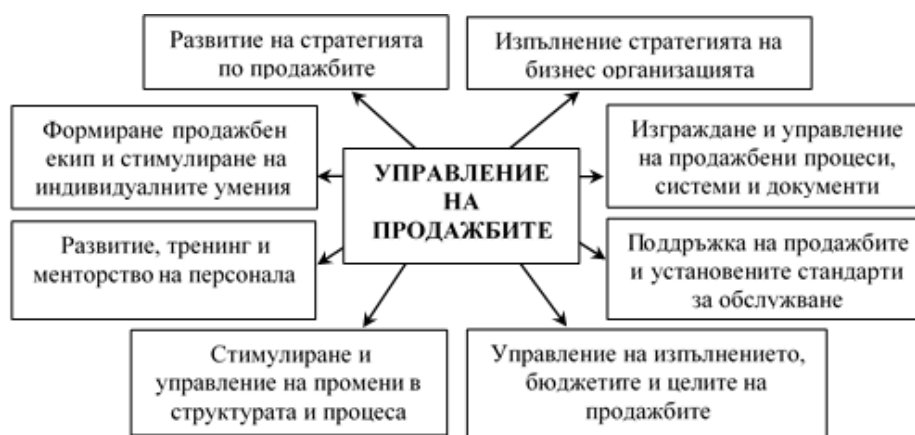 Развитие на стратегията
по продажбите
Изпълнение стратегията на
бизнес организацията
Формиране продажбен
екип и стимулиране на
индивидуалните умения
УПРАВЛЕНИЕ
НА
ПРОДАЖБИТЕ
Изграждане и управление
на продажбени процеси,
системи и документи
Развитие, тренинг и
менторство на персонала
Поддръжка на продажбите
и установените стандарти
за обслужване
Стимулиране и
управление на промени в
структурата и процеса
Управление на изпълнението,
бюджетите и целите на
продажбите